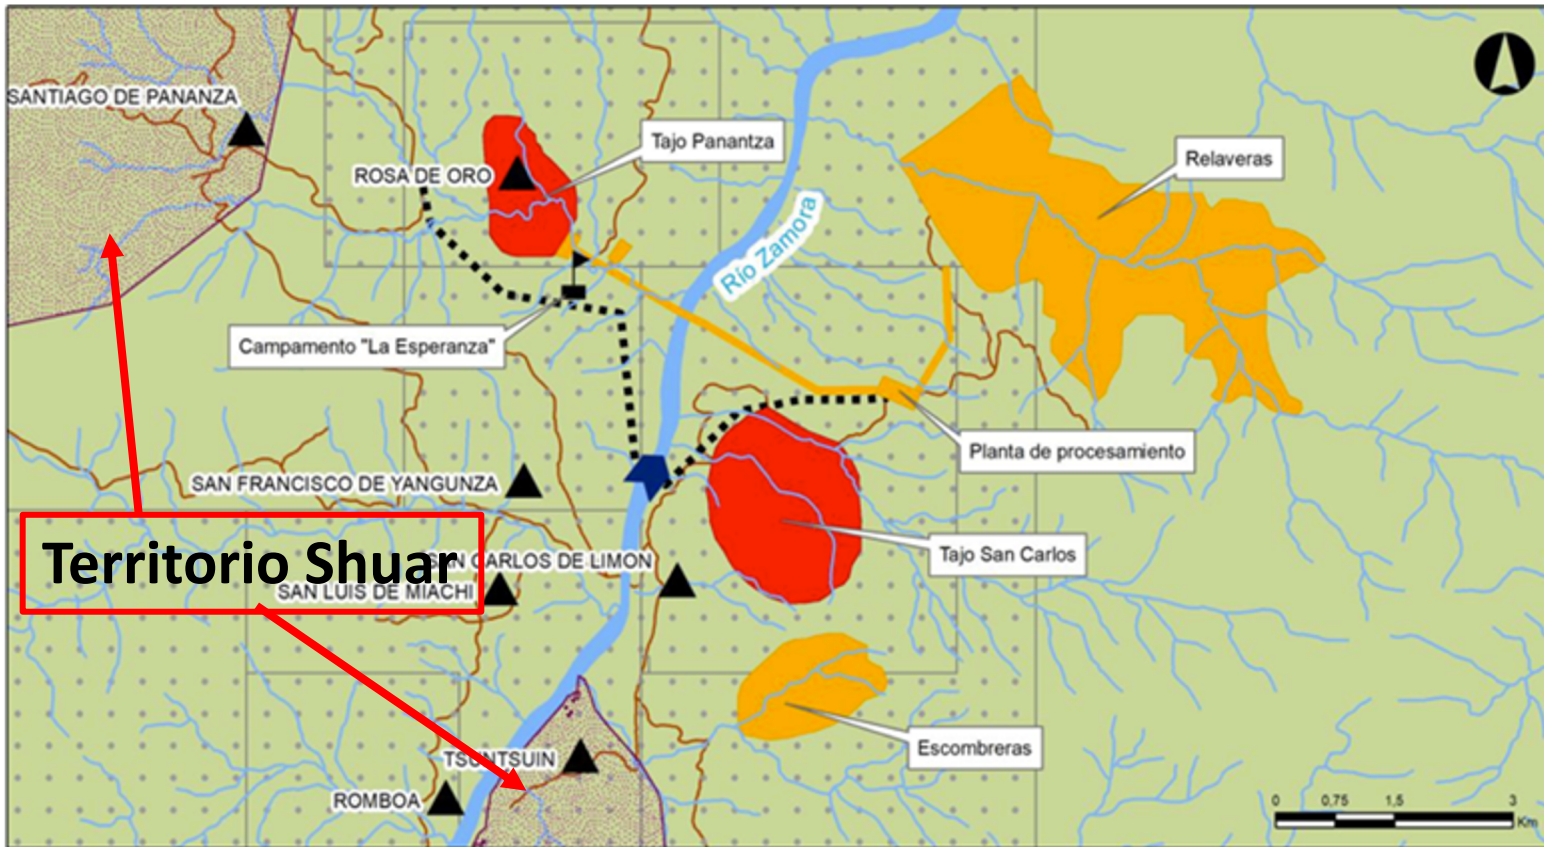 SANTIAGO DE PANANZA
Tajo Panantza
Relaveras
ROSA DE ORO
Río Zamora
Campamento "La Esperanza"
Planta de procesamiento
SAN FRANCISCO DE YANGUNZA
Territorio Shuar
SAN CARLOS DE LIMON
Tajo San Carlos
SAN LUIS DE MIACHI
Escombreras
TSUNTSUIN
ROMBOA
0 0,75 1,5 3
Km